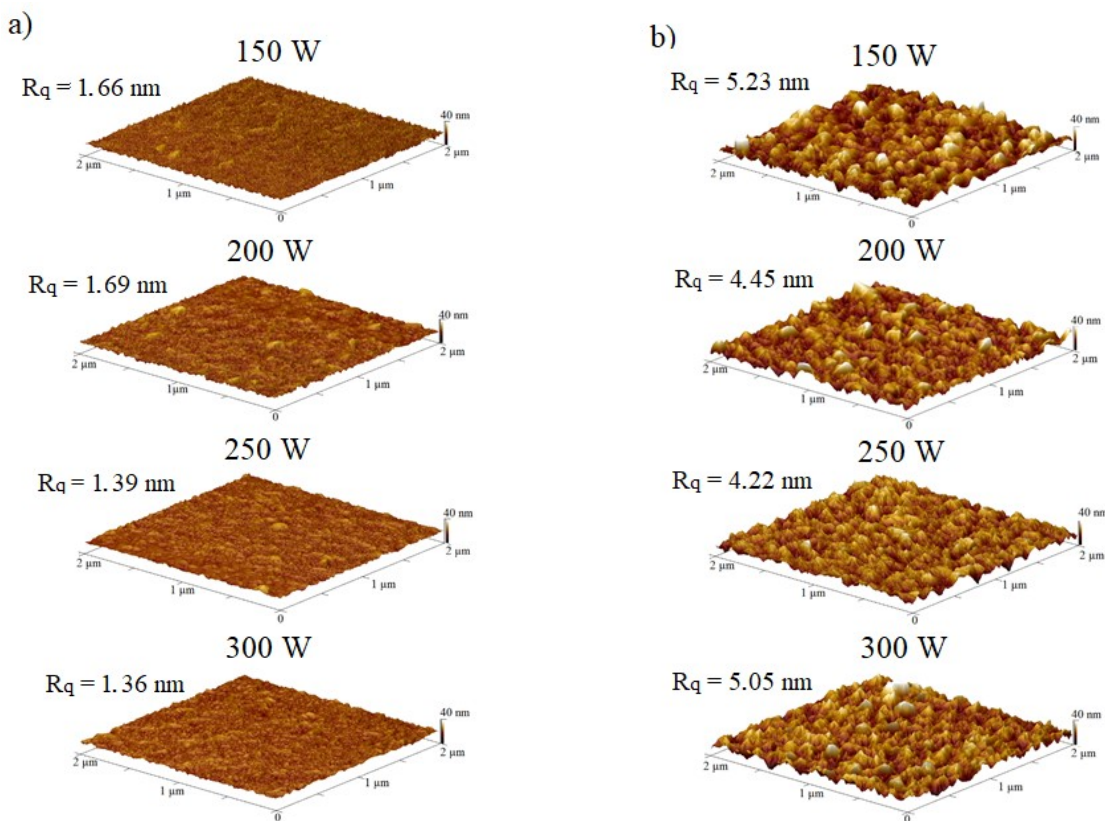 a)
150 W
Rq = 1.66 nm
40 nm
2 µm
2 µm
1 µm
1 µm
0
200 W
Rq = 1.69 nm
40 nm
2 µm
2 µm
1 µm
1µm
0
250 W
Rq = 1.39 nm
40 nm
2 µm
2 µm
1 µm
1 µm
0
300 W
Rq = 1.36 nm
40 nm
2 µm
2 µm
1 µm
1 µm
0
b)
150 W
Rq = 5.23 nm
40 nm
2 µm
2 µm
1 µm
1 µm
0
200 W
Rq = 4.45 nm
40 nm
2 µm
2 µm
1 µm
1 µm
0
250 W
Rq = 4.22 nm
40 nm
2 µm
2 µm
1 µm
1 µm
0
300 W
Rq = 5.05 nm
40 nm
2 µm
2 µm
1 µm
1 µm
0